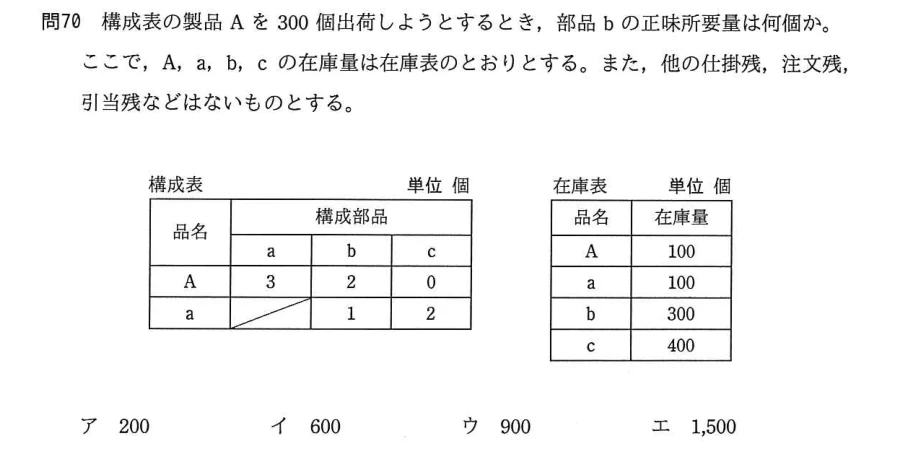 問70 構成表の製品 A を 300 個出荷しようとするとき，部品 b の正味所要量は何個か。
ここで，A，a，b，c の在庫量は在庫表のとおりとする。また，他の仕掛残，注文残，
引当残などはないものとする。
構成表 単位 個
品名 構成部品
a b c
A 3 2 0
a 1 2
在庫表 単位 個
品名 在庫量
A 100
a 100
b 300
c 400
ア 200 イ 600 ウ 900 エ 1,500